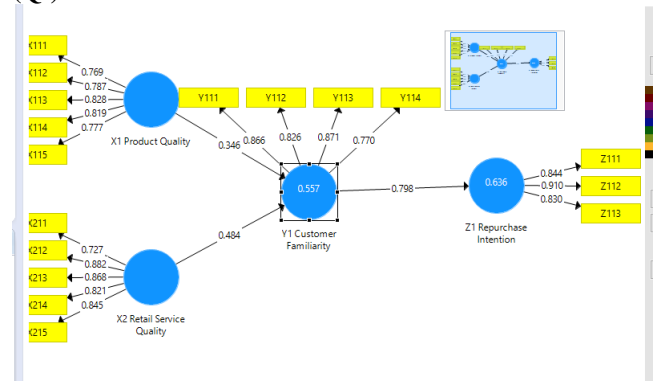 X111
X112
X113
X114
X115
0.769
0.787
0.828
0.819
0.777
X1 Product Quality
Y111
Y112
Y113
Y114
0.866
0.826
0.871
0.770
0.346
0.557
Y1 Customer
Familiarity
0.484
0.798
0.636
Z1 Repurchase
Intention
0.844
0.910
0.830
Z111
Z112
Z113
X211
X212
X213
X214
X215
0.727
0.882
0.868
0.821
0.845
X2 Retail Service
Quality